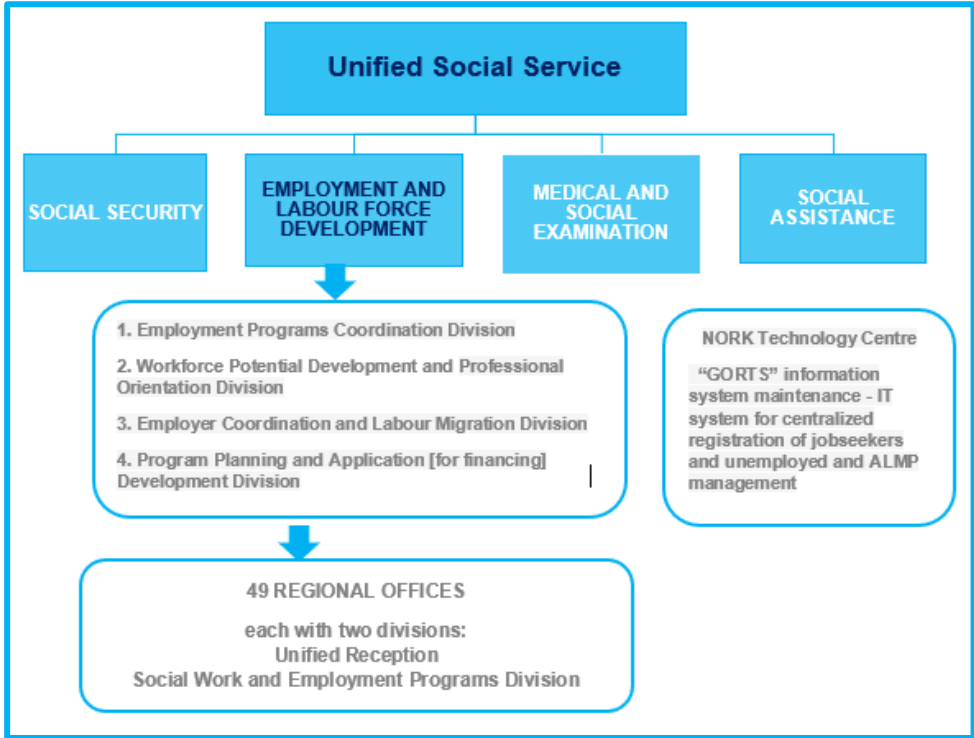 Unified Social Service
SOCIAL SECURITY
EMPLOYMENT AND
LABOUR FORCE
DEVELOPMENT
MEDICAL AND
SOCIAL
EXAMINATION
SOCIAL
ASSISTANCE
1. Employment Programs Coordination Division
2. Workforce Potential Development and Professional
Orientation Division
3. Employer Coordination and Labour Migration Division
4. Program Planning and Application [for financing]
Development Division
NORK Technology Centre
“GORTS” information
system maintenance - IT
system for centralized
registration of jobseekers
and unemployed and ALMP
management
49 REGIONAL OFFICES
each with two divisions:
Unified Reception
Social Work and Employment Programs Division